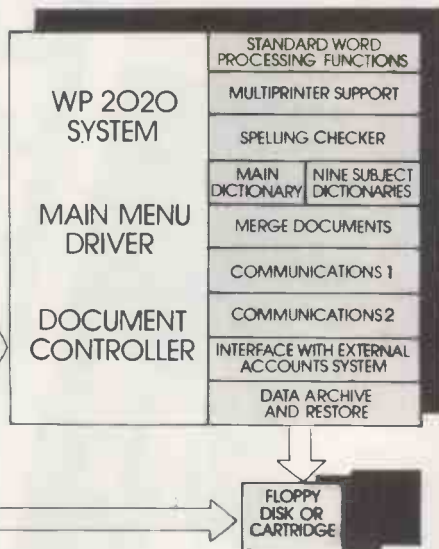 WP 2020
SYSTEM
MAIN MENU
DRIVER
DOCUMENT
CONTROLLER
STANDARD WORD
PROCESSING FUNCTIONS
MULTIPRINTER SUPPORT
SPELLING CHECKER
MAIN
DICTIONARY
NINE SUBJECT
DICTIONARIES
MERGE DOCUMENTS
COMMUNICATIONS 1
COMMUNICATIONS 2
INTERFACE WITH EXTERNAL
ACCOUNTS SYSTEM
DATA ARCHIVE
AND RESTORE
FLOPPY
DISK OR
CARTRIDGE